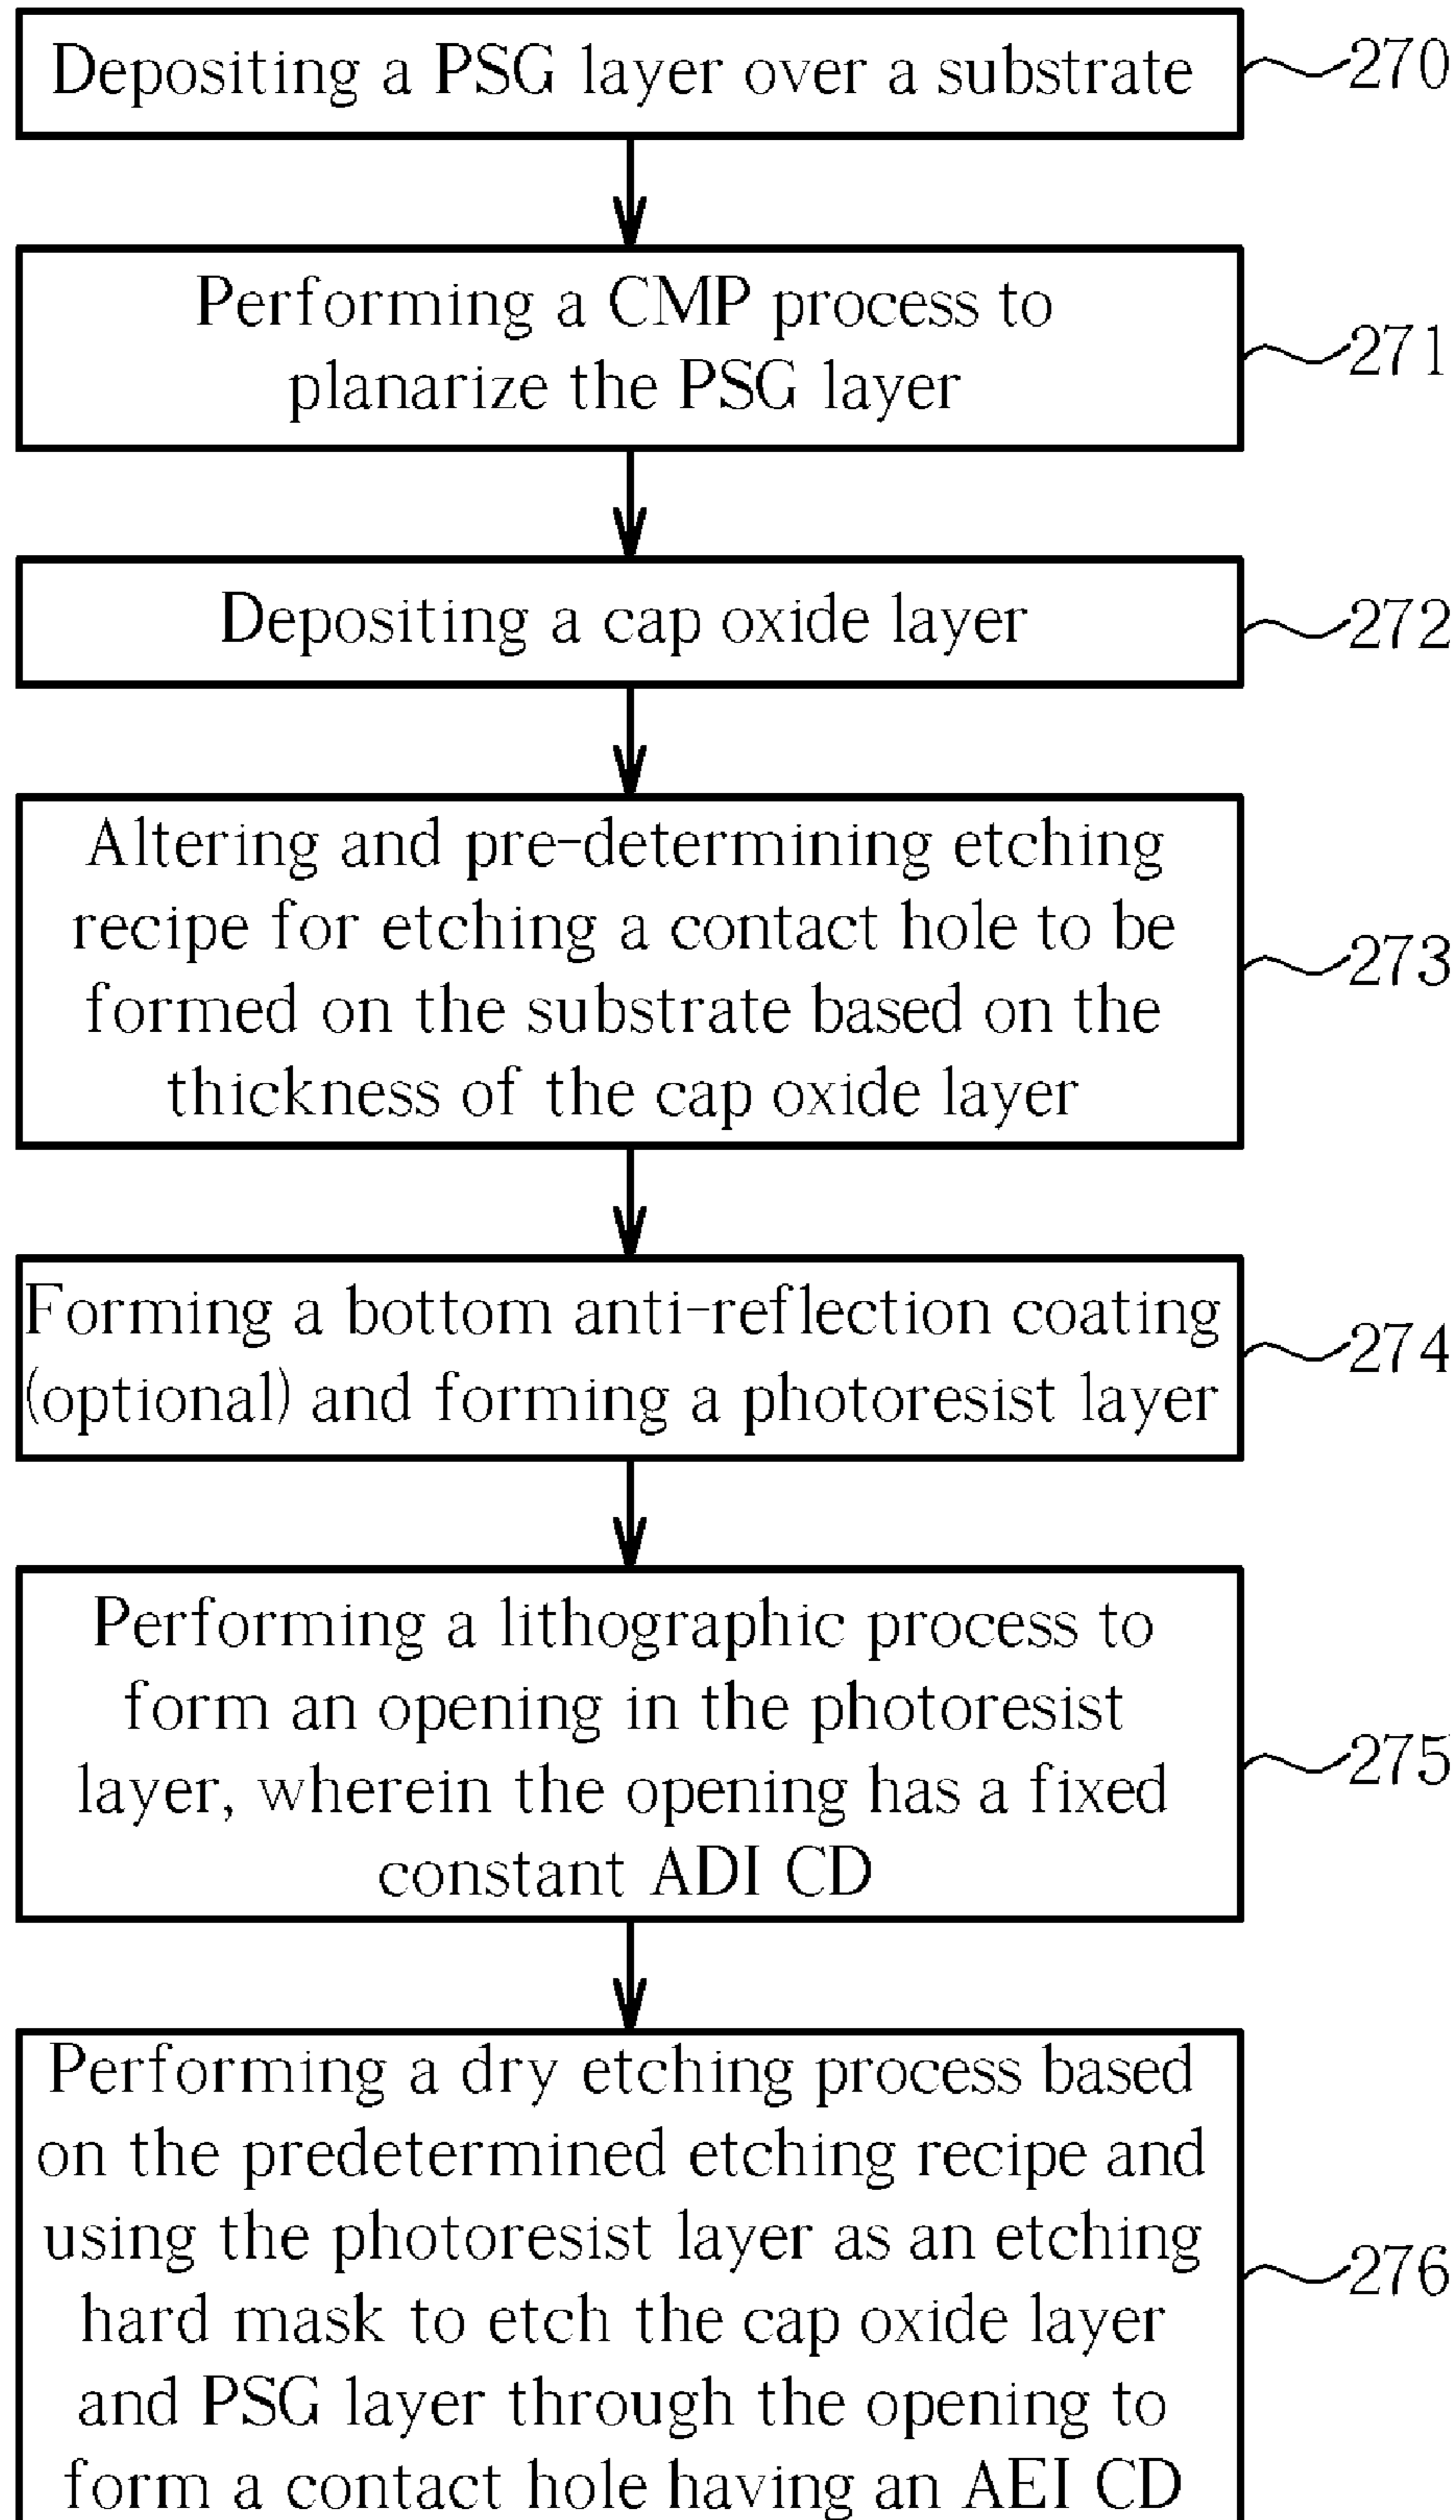 Depositing a PSG layer over a substrate
270
Performing a CMP process to
planarize the PSG layer
271
Depositing a cap oxide layer
272
Altering and pre-determining etching
recipe for etching a contact hole to be
formed on the substrate based on the
thickness of the cap oxide layer
273
Forming a bottom anti-reflection coating
(optional) and forming a photoresist layer
274
Performing a lithographic process to
form an opening in the photoresist
layer, wherein the opening has a fixed
constant ADI CD
275
Performing a dry etching process based
on the predetermined etching recipe and
using the photoresist layer as an etching
hard mask to etch the cap oxide layer
and PSG layer through the opening to
form a contact hole having an AEI CD
276